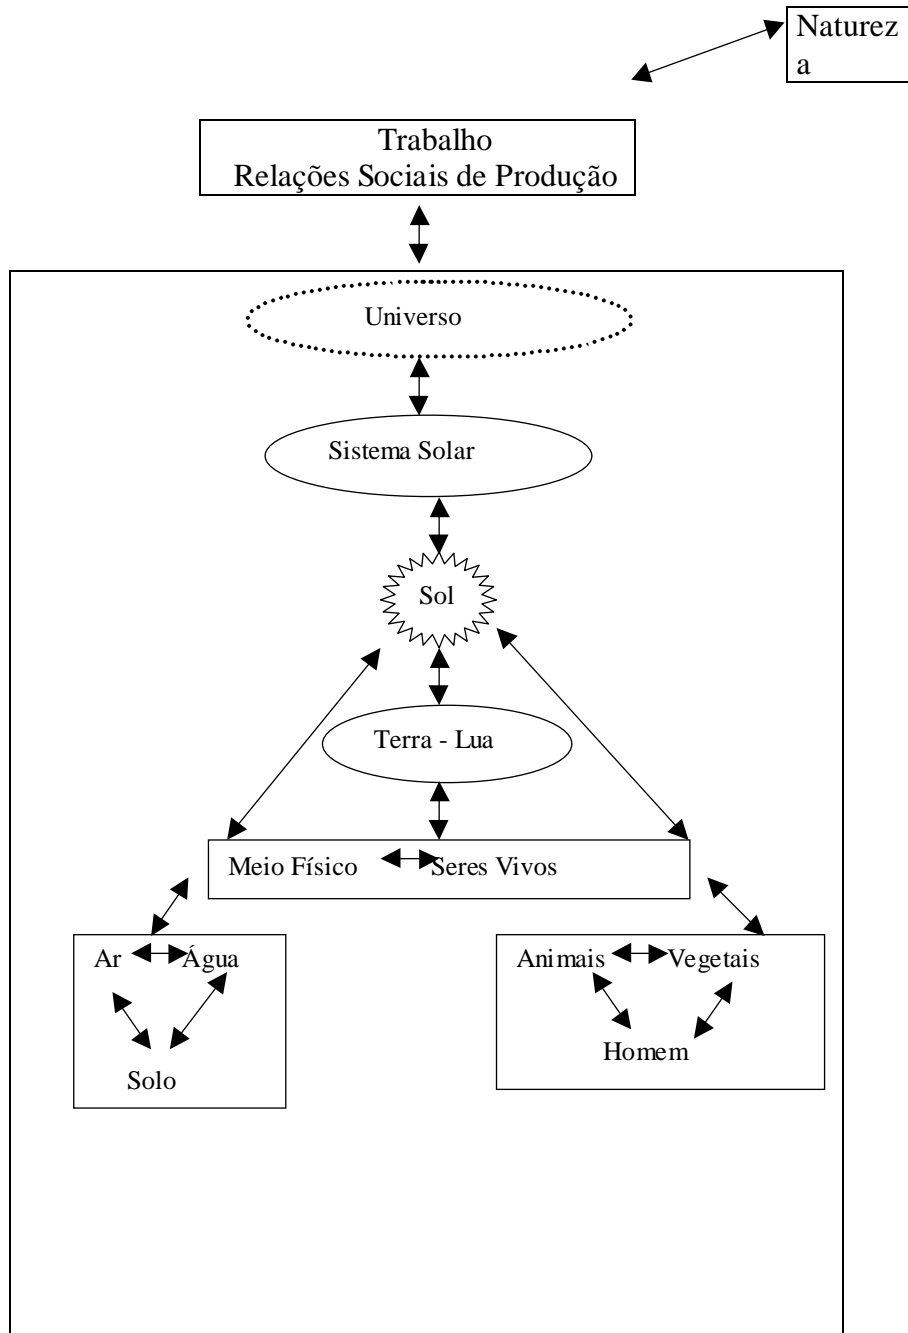 Naturez
a
Trabalho
Relações Sociais de Produção
Universo
Sistema Solar
Sol
Terra - Lua
Meio Físico Seres Vivos
Ar Água
Solo
Animais Vegetais
Homem